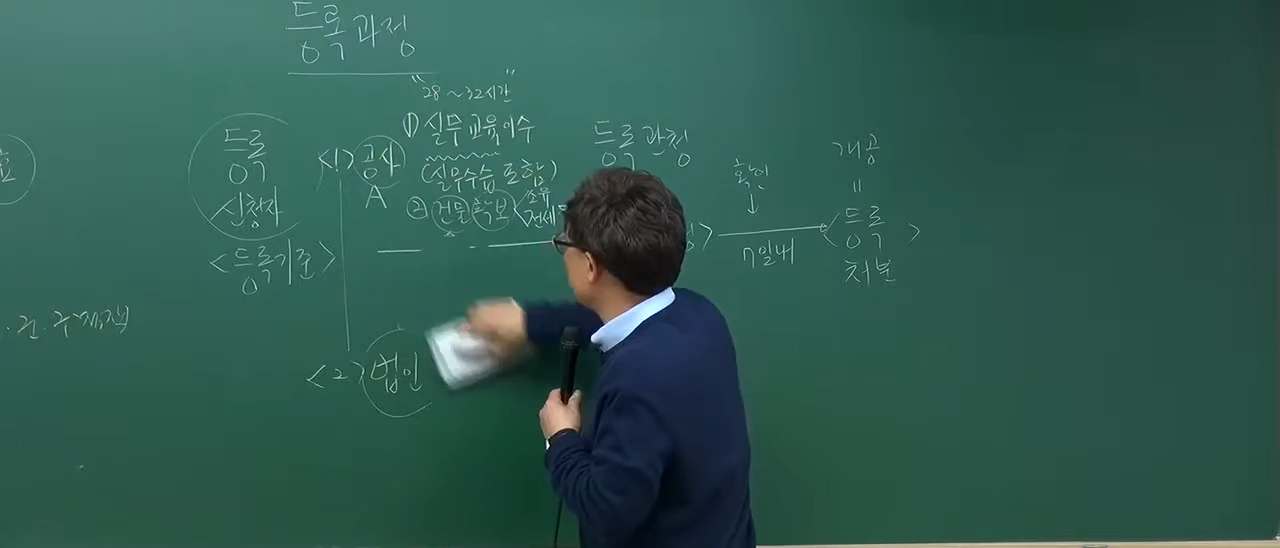 등록과정
"28~32시간"
① 실무교육이수
(실무수습 포함)
② 건물확보 < 소유
전세
등록
신청자
<등록기준>
<1> 공사
A
<2> 법인
등록관청
확인
↓
7일내
개공
=
<등록>
처분